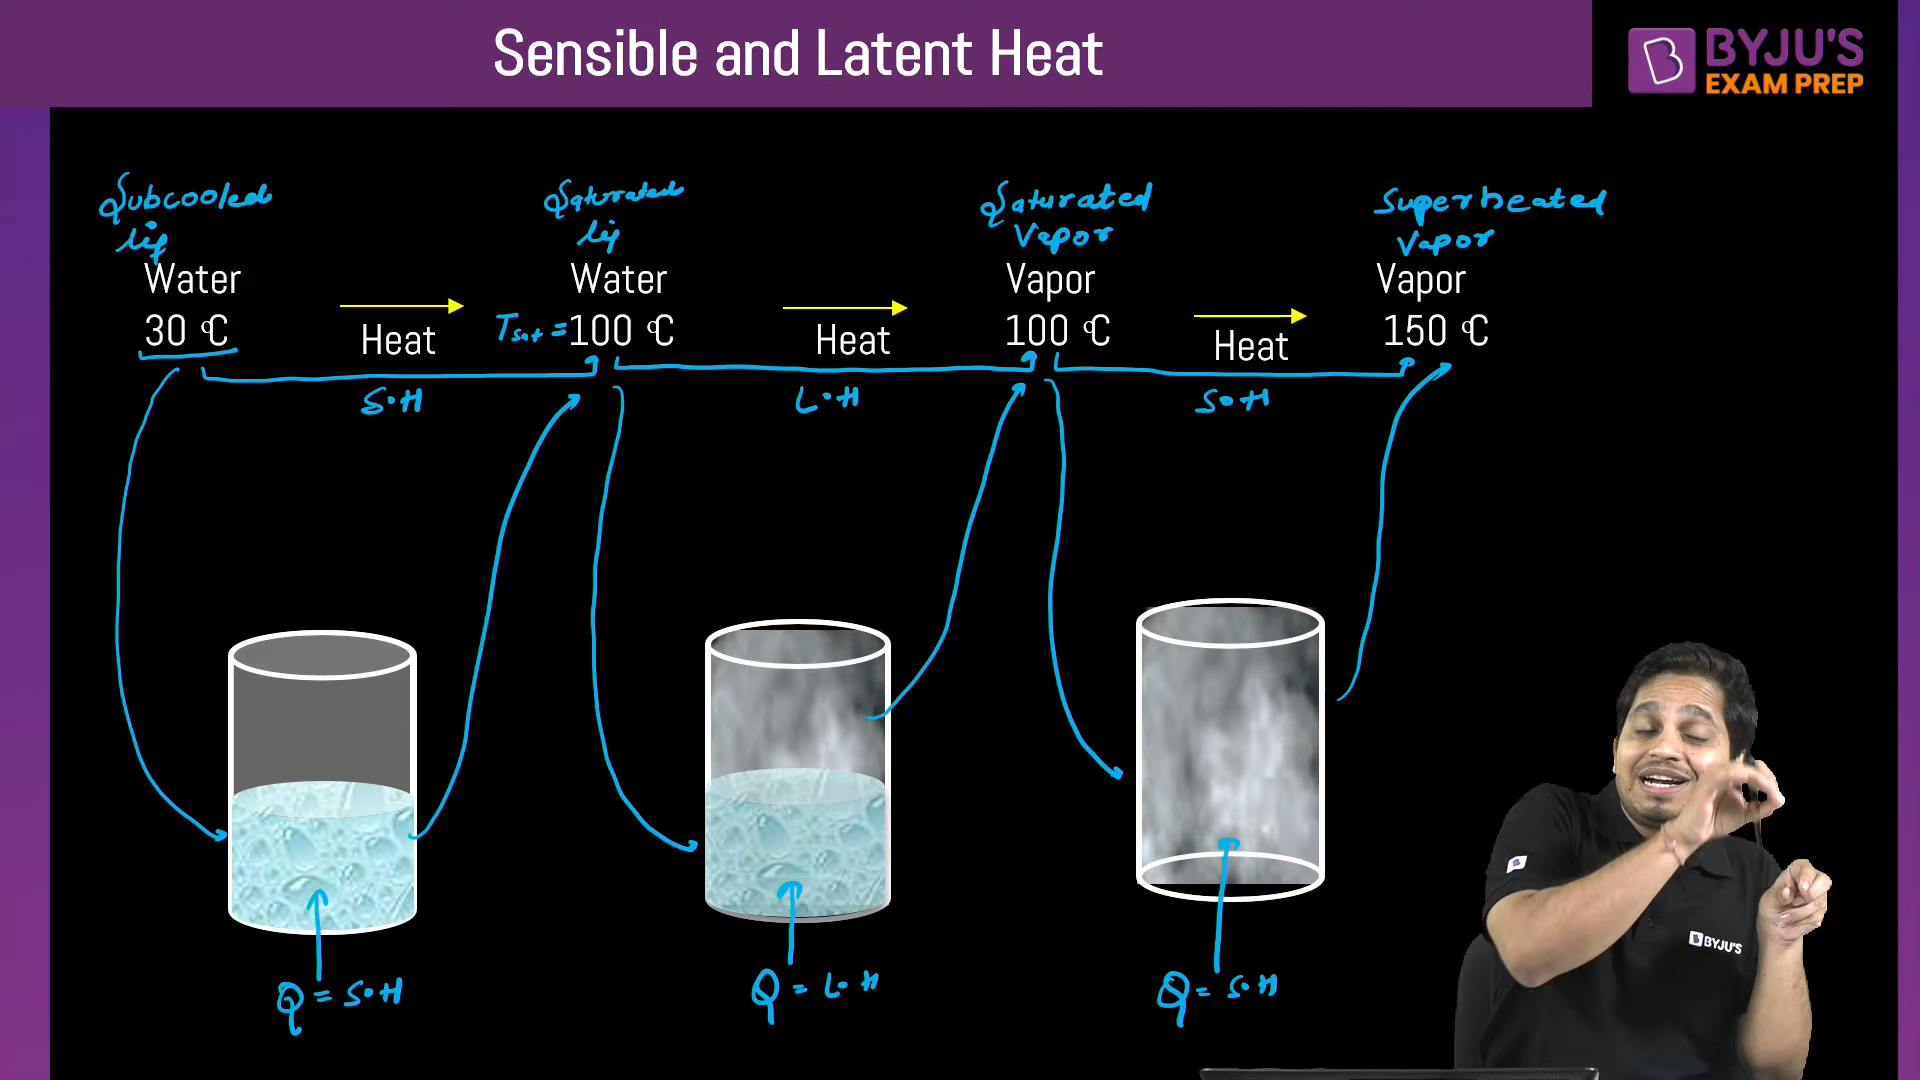 Sensible and Latent Heat
BYJU'S
EXAM PREP
Subcooled
liq
Water
30 °C
Heat
S.H
Saturated
liq
Water
Tsat = 100 °C
Heat
L.H
Saturated
Vapor
Vapor
100 °C
Heat
S.H
Superheated
Vapor
Vapor
150 °C
Q = S.H
Q = L.H
Q = S.H
BYJU'S